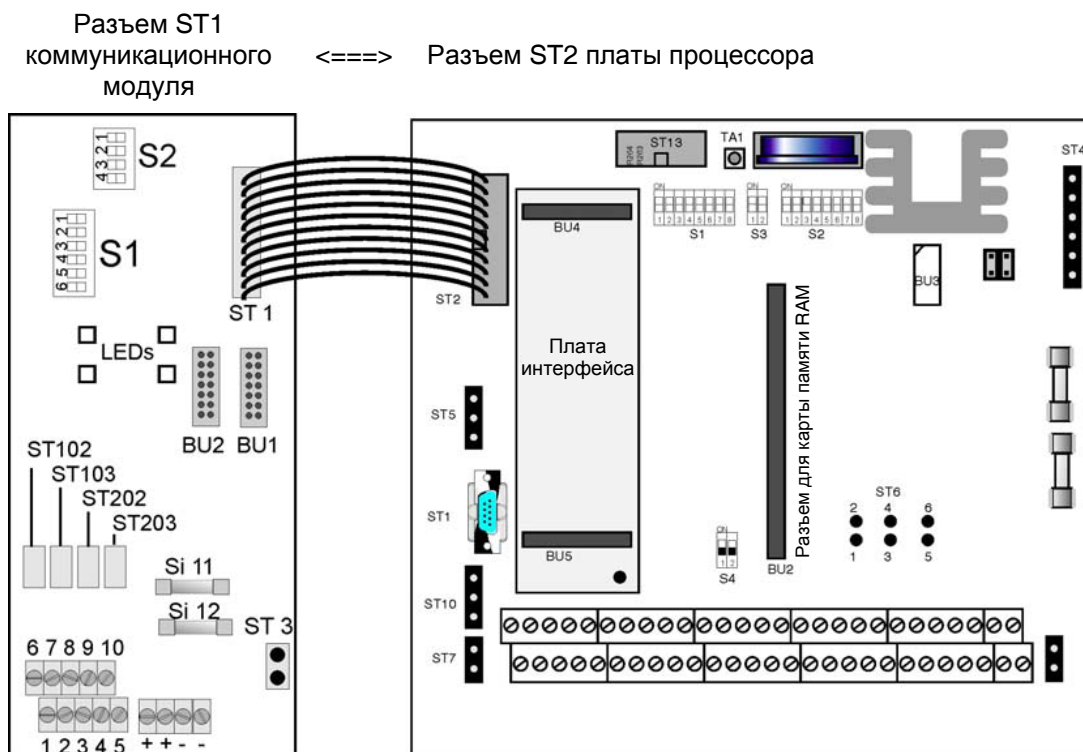 Разъем ST1
коммуникационного
модуля
<===>
Разъем ST2 платы процессора
1
2
3
4
S2
1
2
3
4
5
6
S1
ST 1
LEDs
BU2
BU1
ST102
ST103
ST202
ST203
Si 11
Si 12
ST 3
6 7 8 9 10
1 2 3 4 5
+ + - -
R204
R203
ST13
TA1
ST4
ON
1 2 3 4 5 6 7 8
S1
ON
1 2
S3
ON
1 2 3 4 5 6 7 8
S2
BU4
BU3
ST2
Плата
интерфейса
Разъем для карты памяти RAM
ST5
ST1
BU5
ON
1 2
S4
BU2
ST6
2 4 6
1 3 5
ST10
ST7